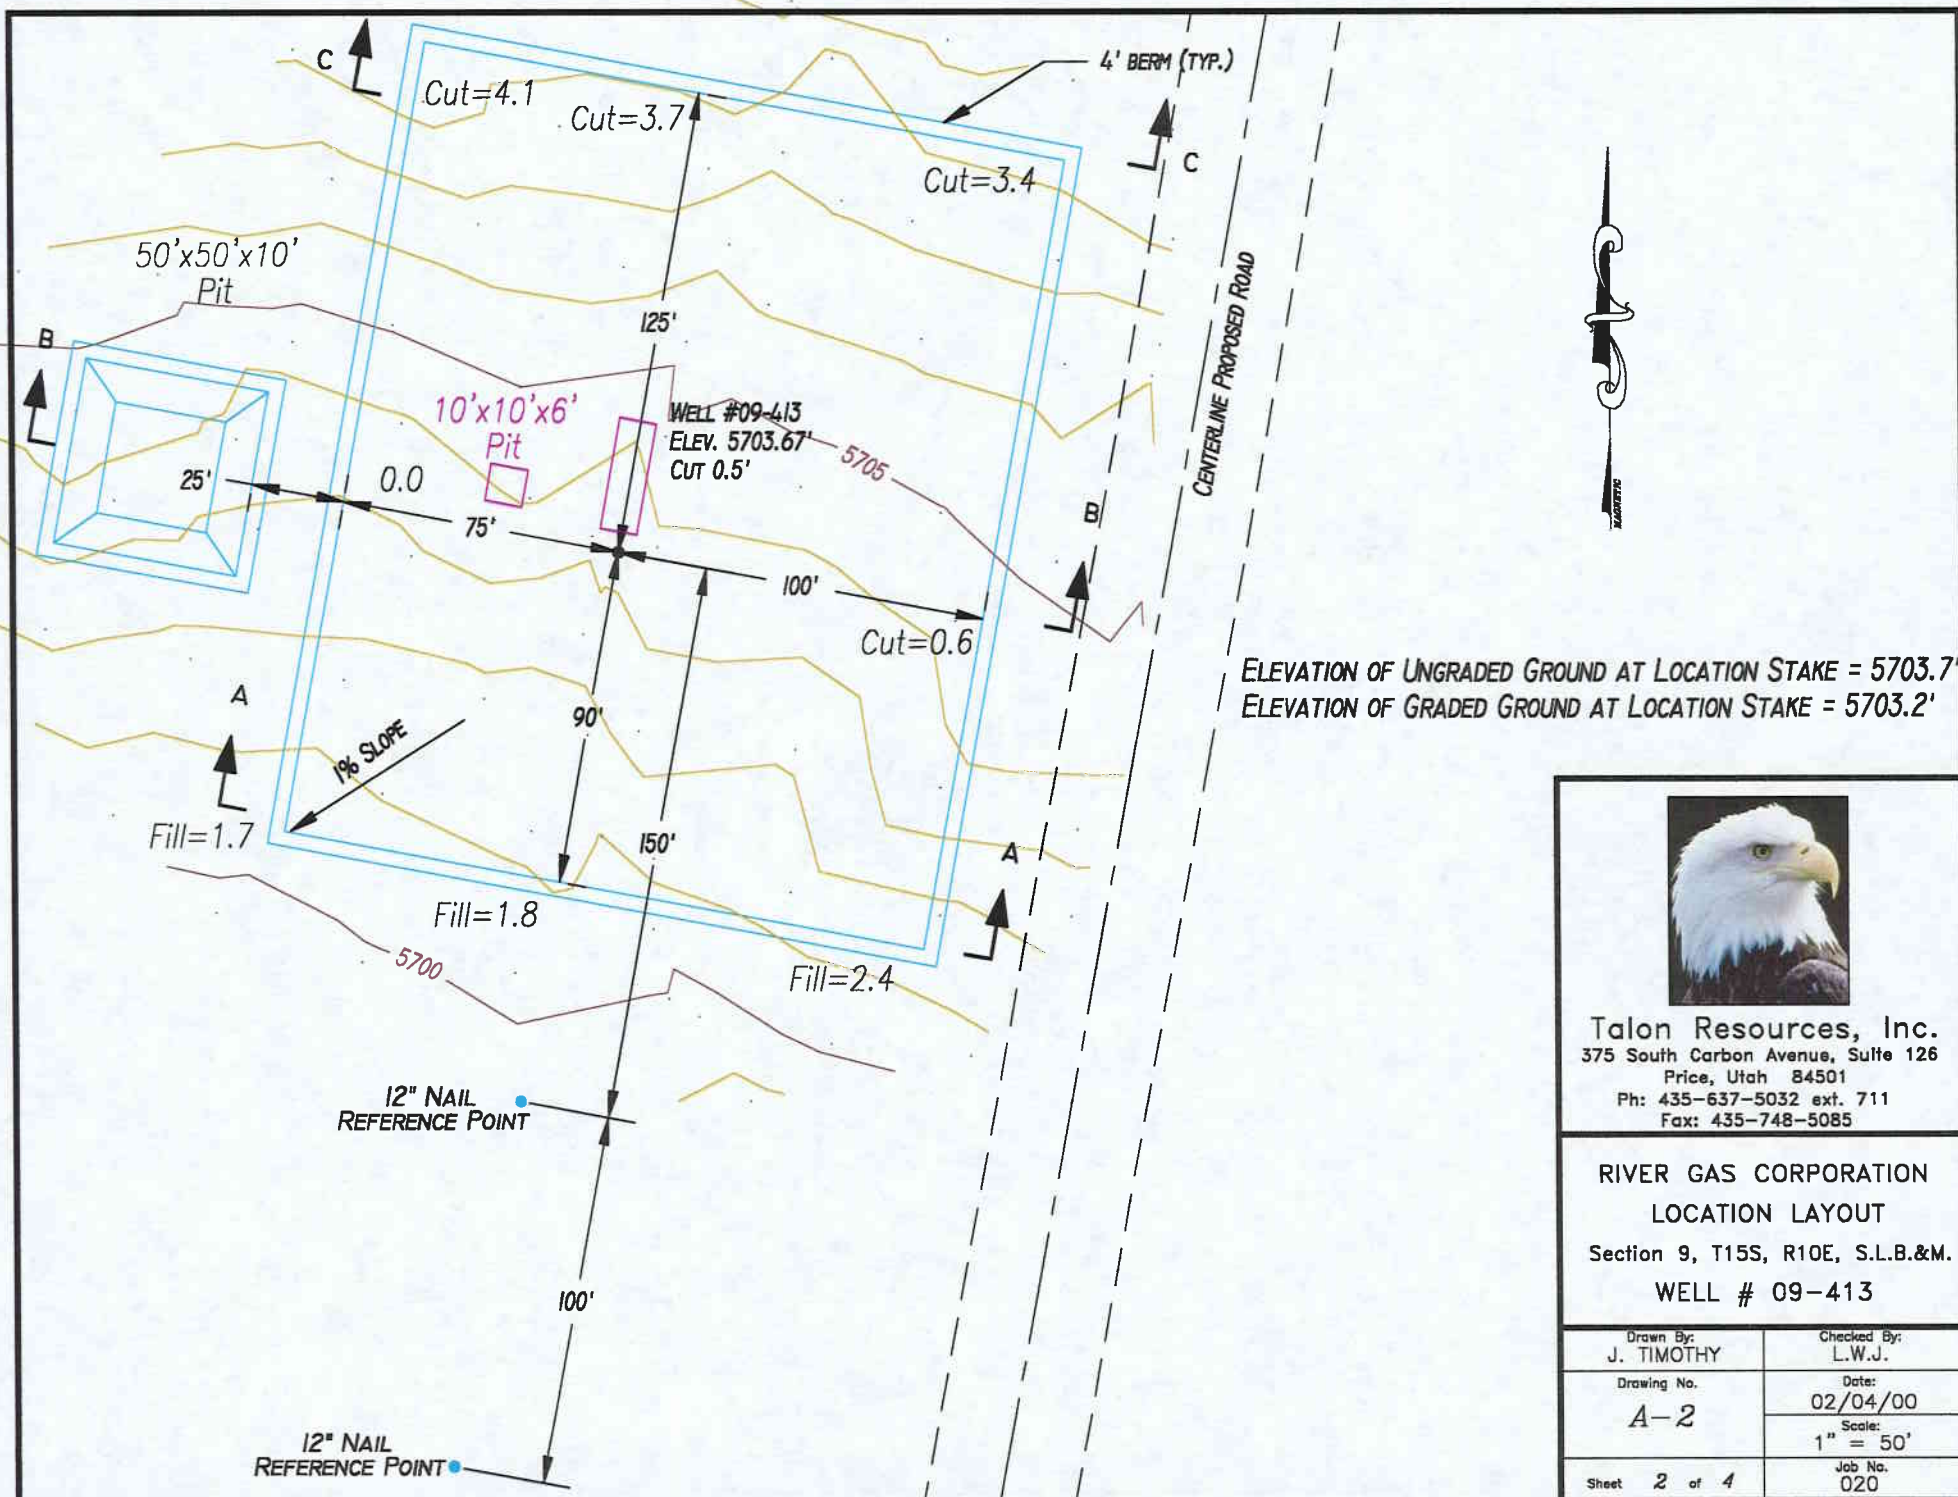 C
4' BERM (TYP.)
Cut=4.1
Cut=3.7
C
Cut=3.4
50'x50'x10'
Pit
125'
CENTERLINE PROPOSED ROAD
B
10'x10'x6'
Pit
WELL #09-413
ELEV. 5703.67'
CUT 0.5'
5705
MAGNETIC
25'
0.0
75'
B
100'
Cut=0.6
ELEVATION OF UNGRADED GROUND AT LOCATION STAKE = 5703.7'
ELEVATION OF GRADED GROUND AT LOCATION STAKE = 5703.2'
A
90'
1% SLOPE
Fill=1.7
150'
A
Fill=1.8
5700
Fill=2.4
12" NAIL
REFERENCE POINT
100'
12" NAIL
REFERENCE POINT
Talon Resources, Inc.
375 South Carbon Avenue, Suite 126
Price, Utah 84501
Ph: 435-637-5032 ext. 711
Fax: 435-748-5085
RIVER GAS CORPORATION
LOCATION LAYOUT
Section 9, T15S, R10E, S.L.B.&M.
WELL # 09-413
Drawn By:
J. TIMOTHY
Checked By:
L.W.J.
Drawing No.
A-2
Date:
02/04/00
Scale:
1" = 50'
Sheet 2 of 4
Job No.
020